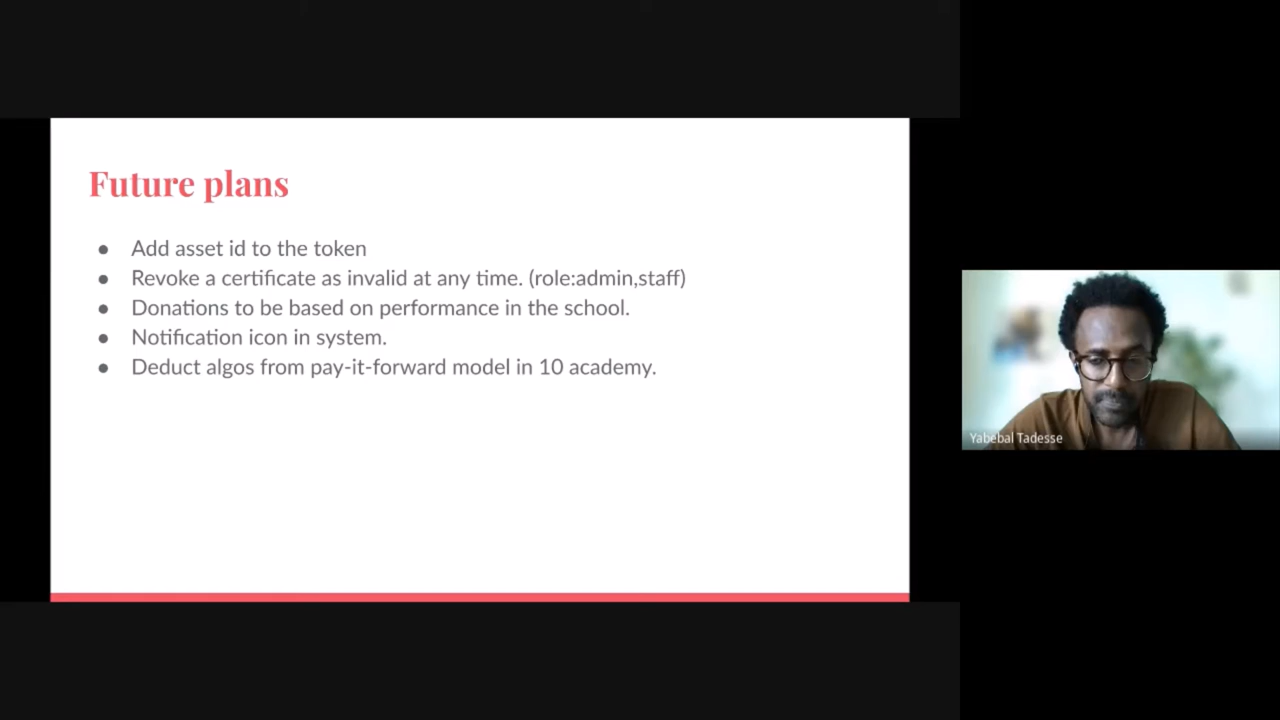 Future plans
● Add asset id to the token
● Revoke a certificate as invalid at any time. (role:admin,staff)
● Donations to be based on performance in the school.
● Notification icon in system.
● Deduct algos from pay-it-forward model in 10 academy.
Yabebal Tadesse